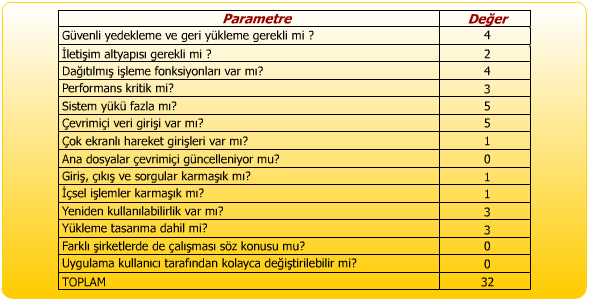 Parametre Değer
Güvenli yedekleme ve geri yükleme gerekli mi ? 4
İletişim altyapısı gerekli mi ? 2
Dağıtılmış işleme fonksiyonları var mı? 4
Performans kritik mi? 3
Sistem yükü fazla mı? 5
Çevrimiçi veri girişi var mı? 5
Çok ekranlı hareket girişleri var mı? 1
Ana dosyalar çevrimiçi güncelleniyor mu? 0
Giriş, çıkış ve sorgular karmaşık mı? 1
İçsel işlemler karmaşık mı? 1
Yeniden kullanılabilirlik var mı? 3
Yükleme tasarıma dahil mi? 3
Farklı şirketlerde de çalışması söz konusu mu? 0
Uygulama kullanıcı tarafından kolayca değiştirilebilir mi? 0
TOPLAM 32